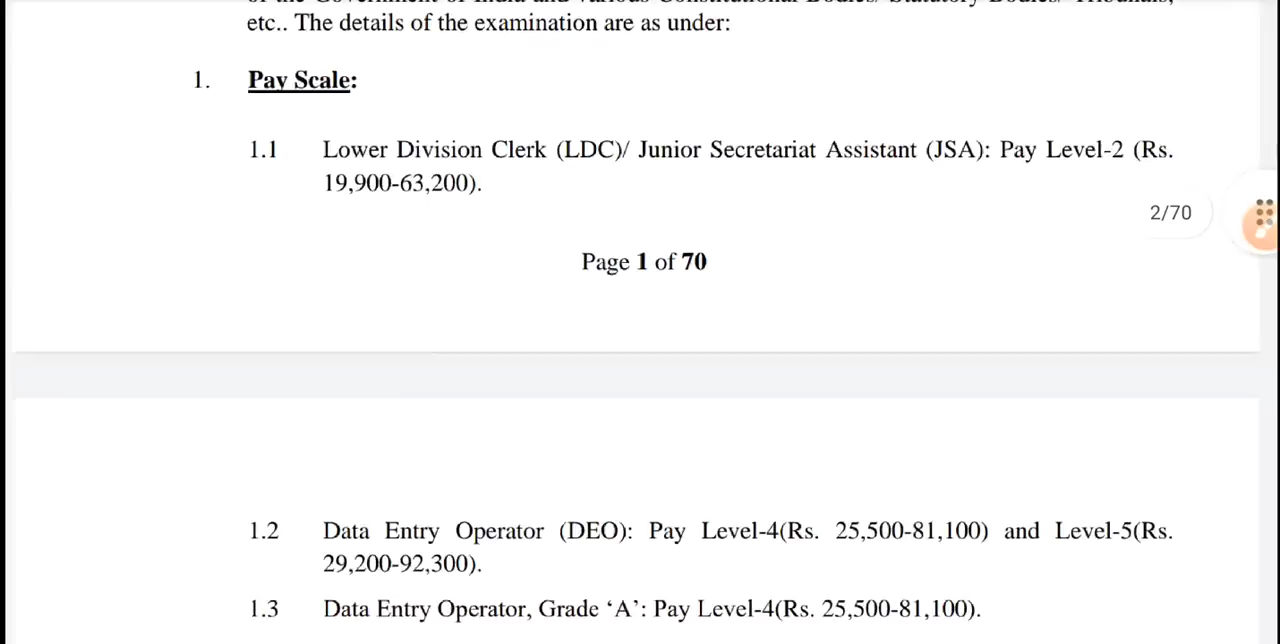 etc.. The details of the examination are as under:
1. Pay Scale:
1.1 Lower Division Clerk (LDC)/ Junior Secretariat Assistant (JSA): Pay Level-2 (Rs.
19,900-63,200).
2/70
Page 1 of 70
1.2 Data Entry Operator (DEO): Pay Level-4(Rs. 25,500-81,100) and Level-5(Rs.
29,200-92,300).
1.3 Data Entry Operator, Grade ‘A’: Pay Level-4(Rs. 25,500-81,100).